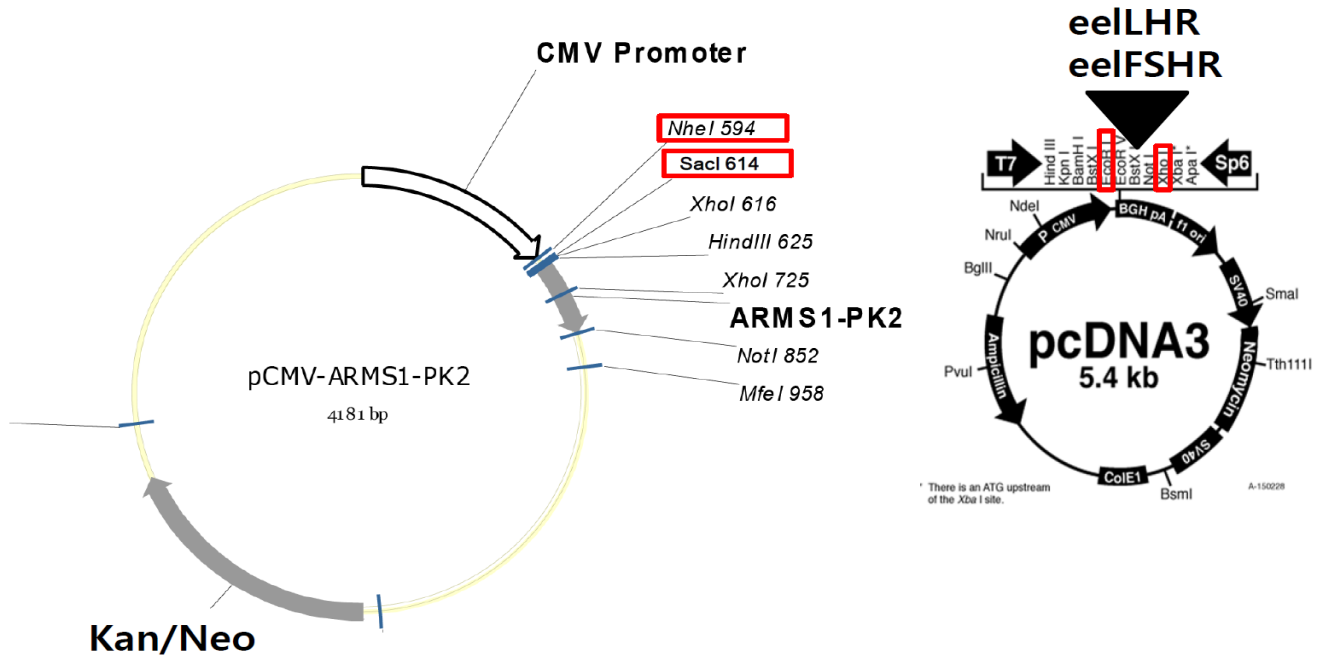 CMV Promoter
NheI 594
SacI 614
XhoI 616
HindIII 625
XhoI 725
ARMS1-PK2
NotI 852
MfeI 958
pCMV-ARMS1-PK2
4181 bp
Kan/Neo
eelLHR
eelFSHR
T7
Hind III
Kpn I
BamH I
BstX I
EcoR I
EcoR V
BstX I
Not I
Xho I
Xba I*
Apa I*
Sp6
NdeI
NruI
BglII
PvuI
P CMV
BGH pA
f1 ori
SV40
SmaI
Neomycin
Tth111I
SV40
BsmI
ColE1
Ampicillin
pcDNA3
5.4 kb
* There is an ATG upstream
of the Xba I site.
A-150228